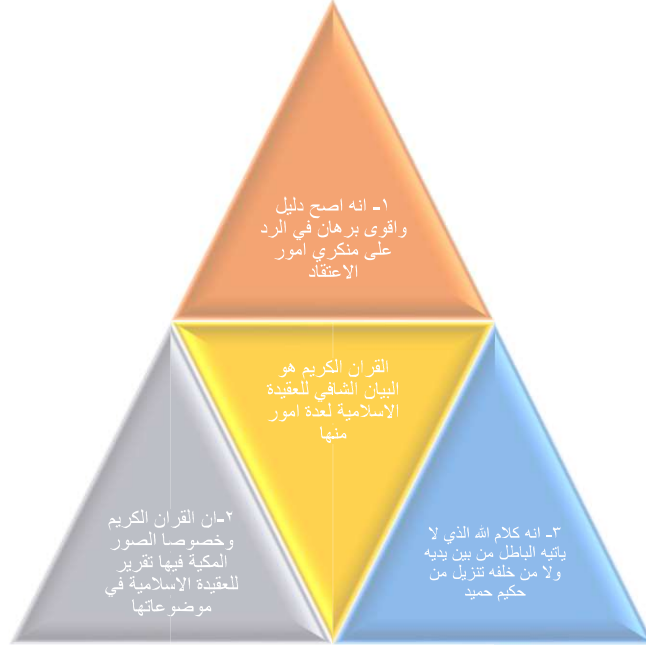 ١- انه اصح دليل
واقوى برهان في الرد
على منكري امور
الاعتقاد
القران الكريم هو
البيان الشافي للعقيدة
الاسلامية لعدة امور
منها
٢-ان القران الكريم
وخصوصا الصور
المكية فيها تقرير
للعقيدة الاسلامية في
موضوعاتها
٣- انه كلام الله الذي لا
ياتيه الباطل من بين يديه
ولا من خلفه تنزيل من
حكيم حميد